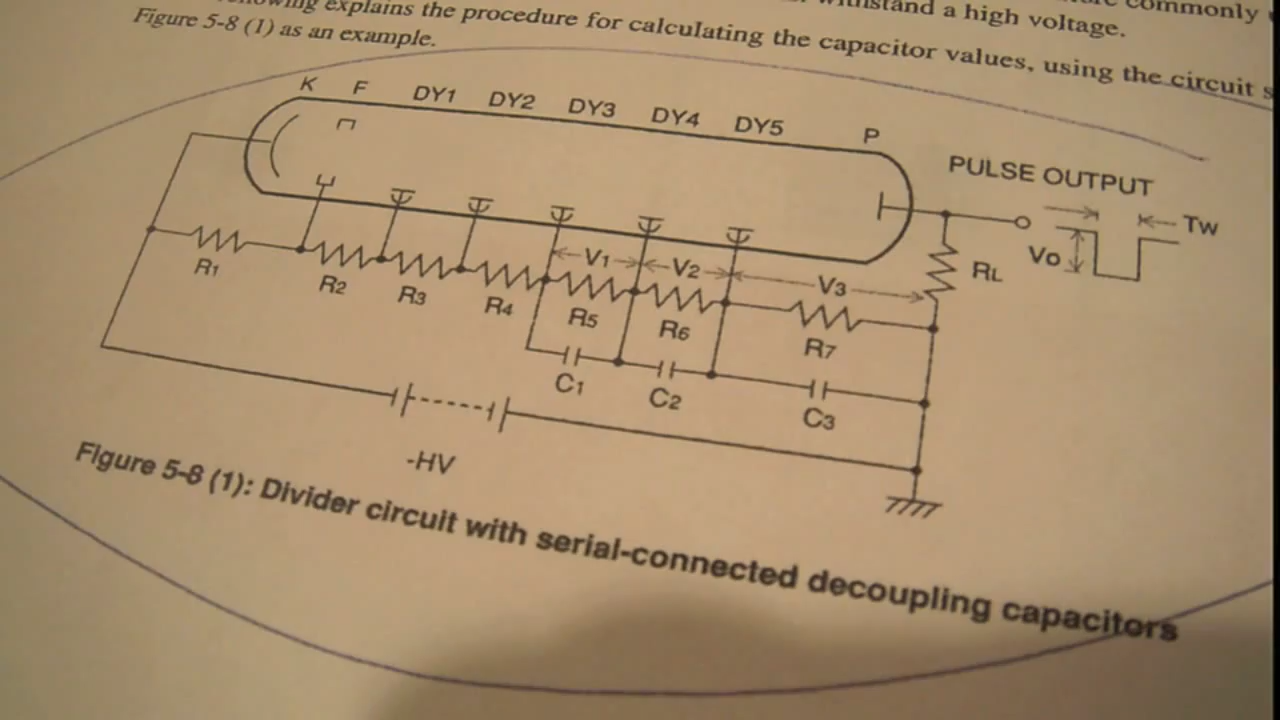 commonly
withstand a high voltage.
explains the procedure for calculating the capacitor values, using the circuit
Figure 5-8 (1) as an example.
K F DY1 DY2 DY3 DY4 DY5 P
PULSE OUTPUT
Tw
Vo
RL
V1 V2 V3
R1 R2 R3 R4 R5 R6 R7
C1 C2 C3
-HV
Figure 5-8 (1): Divider circuit with serial-connected decoupling capacitors